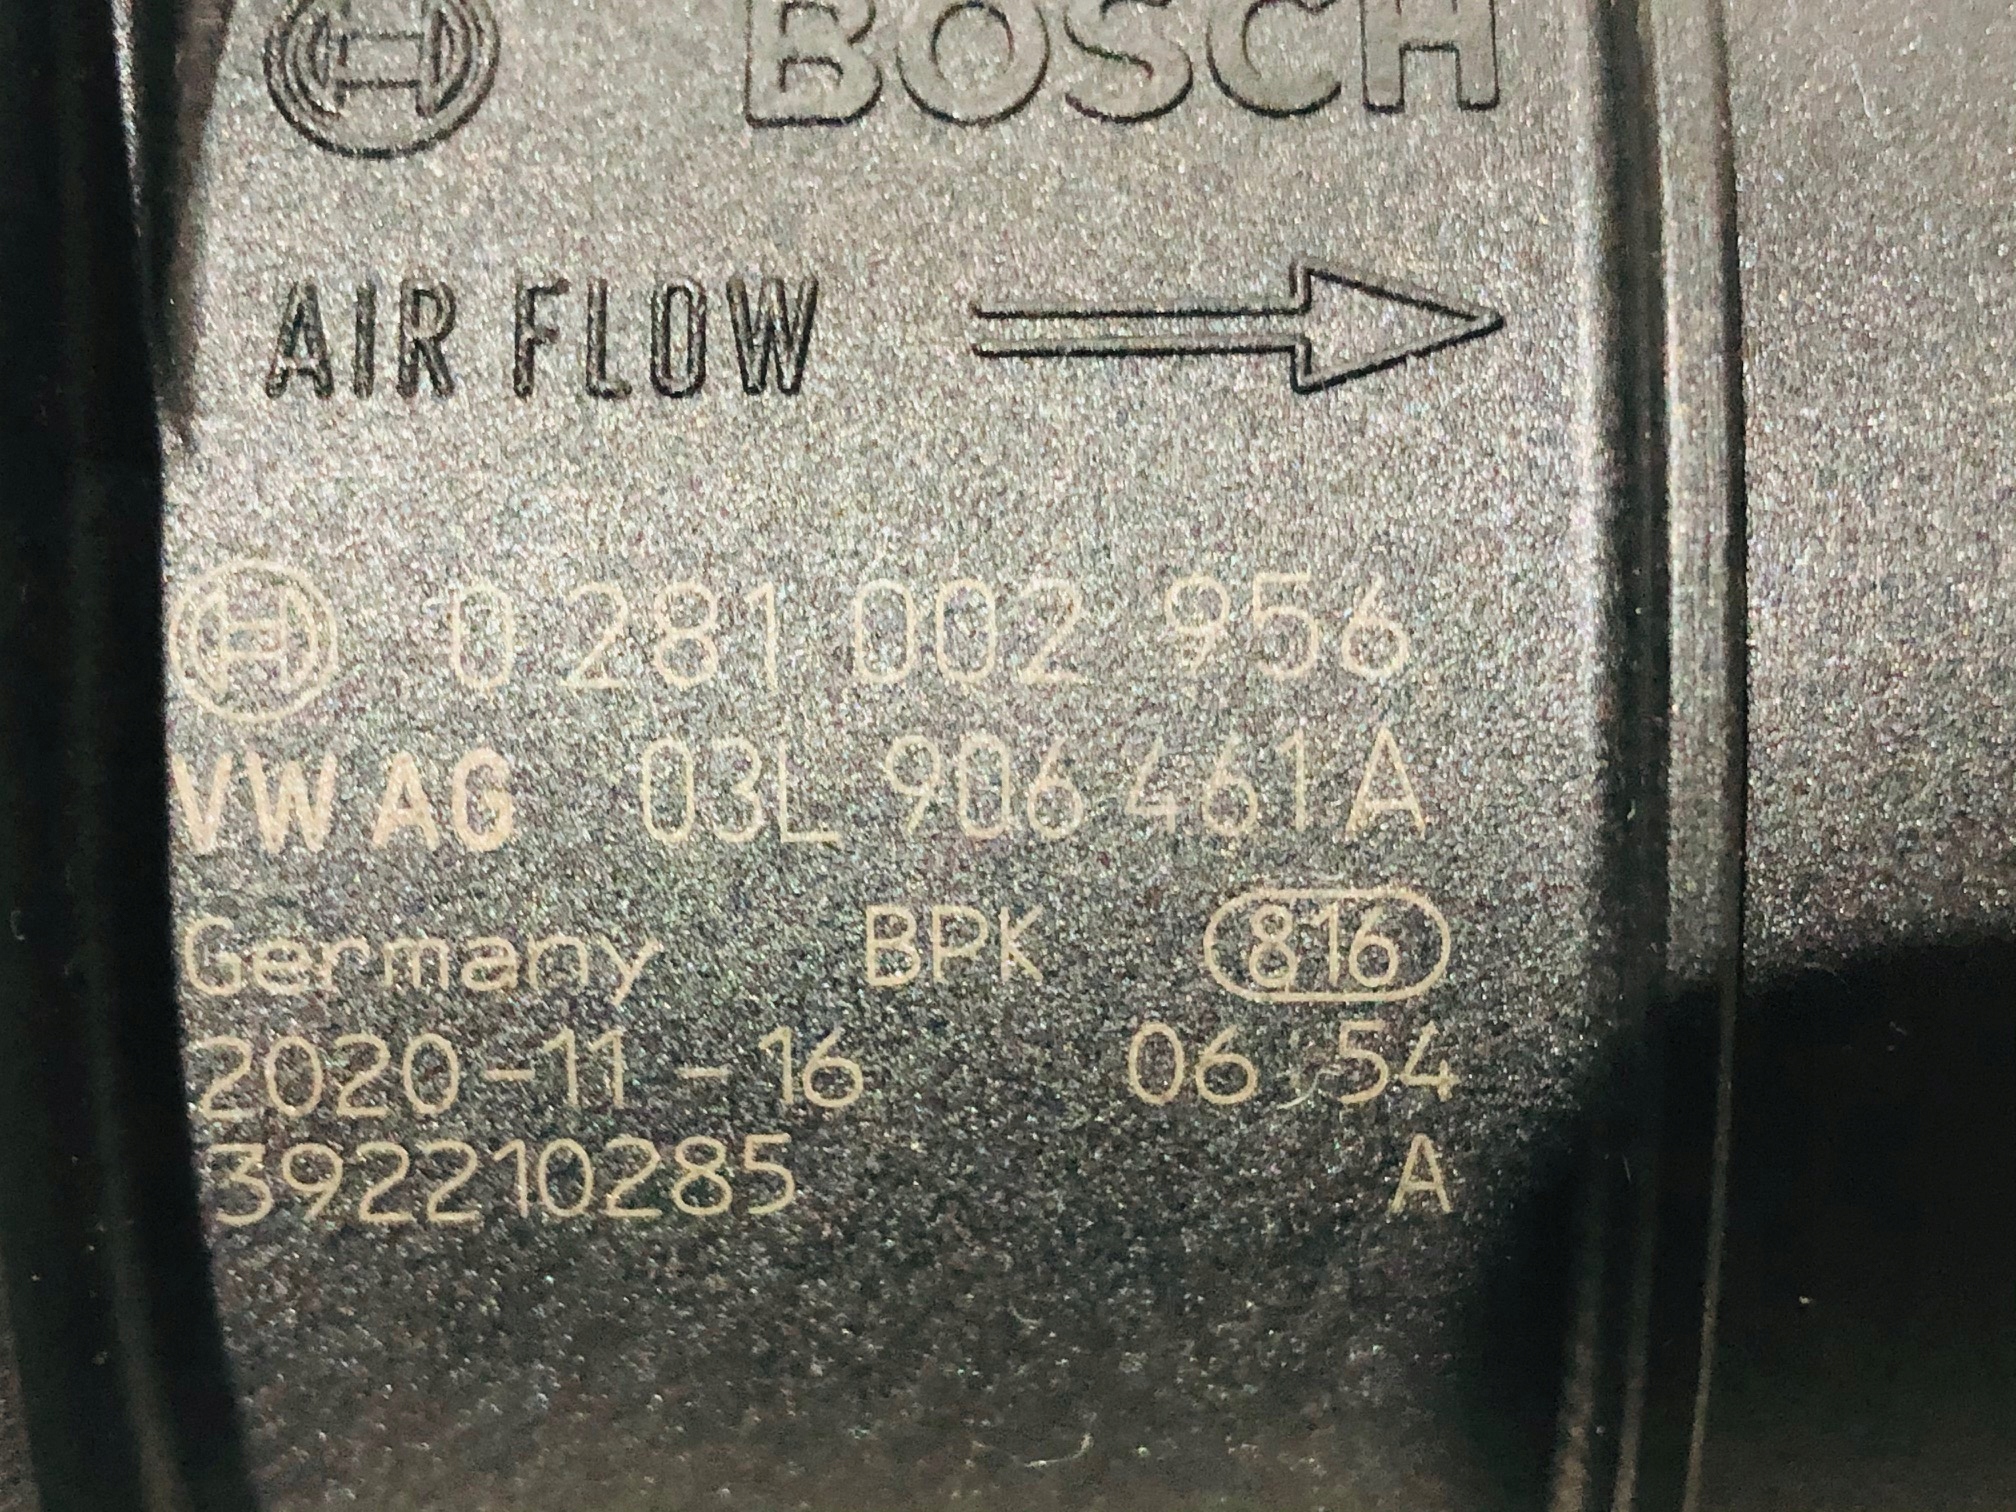 BOSCH
AIR FLOW
0 281 002 956
VW AG 03L 906 461 A
Germany BPK 816
2020-11-16 06 54
392210285 A